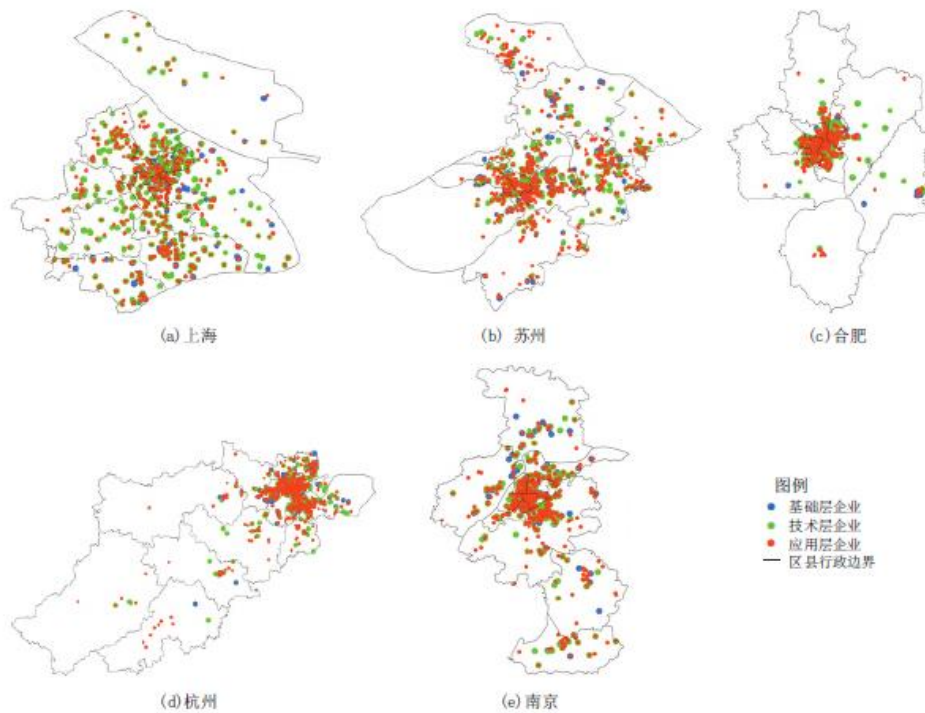 (a)上海
(b) 苏州
(c)合肥
图例
基础层企业
技术层企业
应用层企业
区县行政边界
(d)杭州
(e)南京